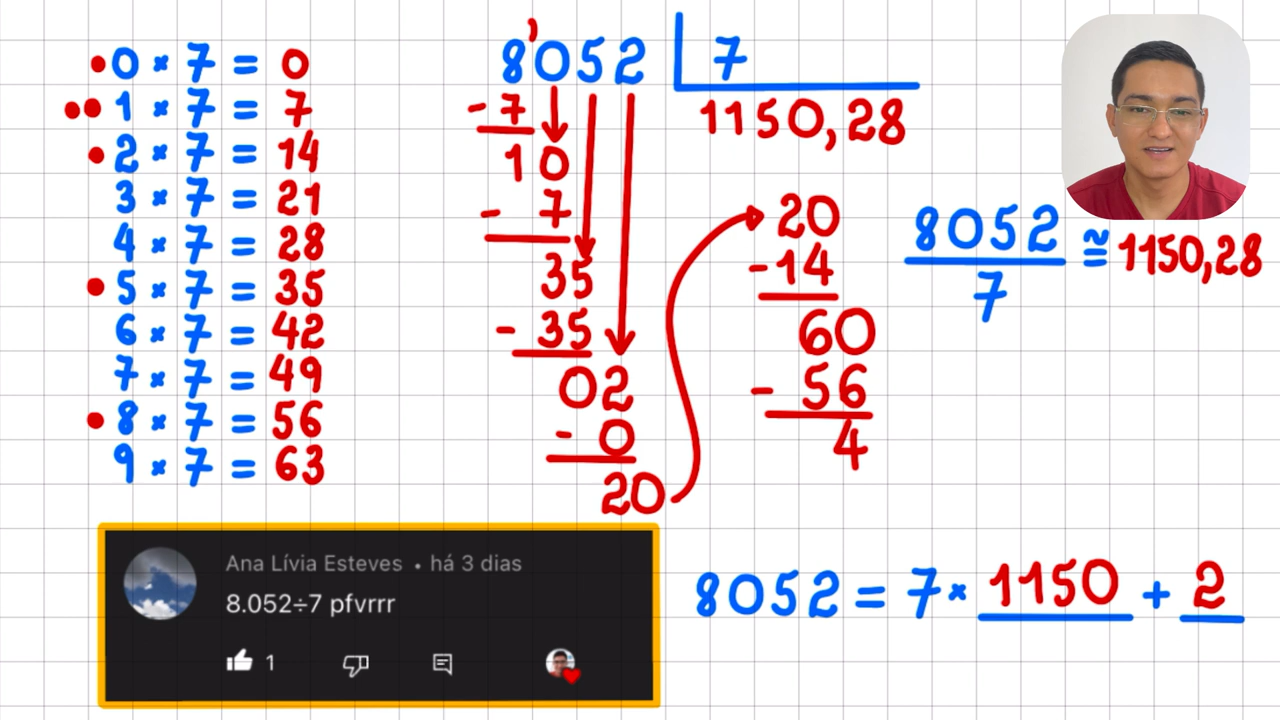 0 × 7 = 0
1 × 7 = 7
2 × 7 = 14
3 × 7 = 21
4 × 7 = 28
5 × 7 = 35
6 × 7 = 42
7 × 7 = 49
8 × 7 = 56
9 × 7 = 63
8'052 7
1150,28
- 7
10
- 7
35
- 35
02
- 0
20
20
- 14
60
- 56
4
8052
7
≅ 1150,28
Ana Lívia Esteves • há 3 dias
8.052÷7 pfvrrr
1
8052 = 7 × 1150 + 2